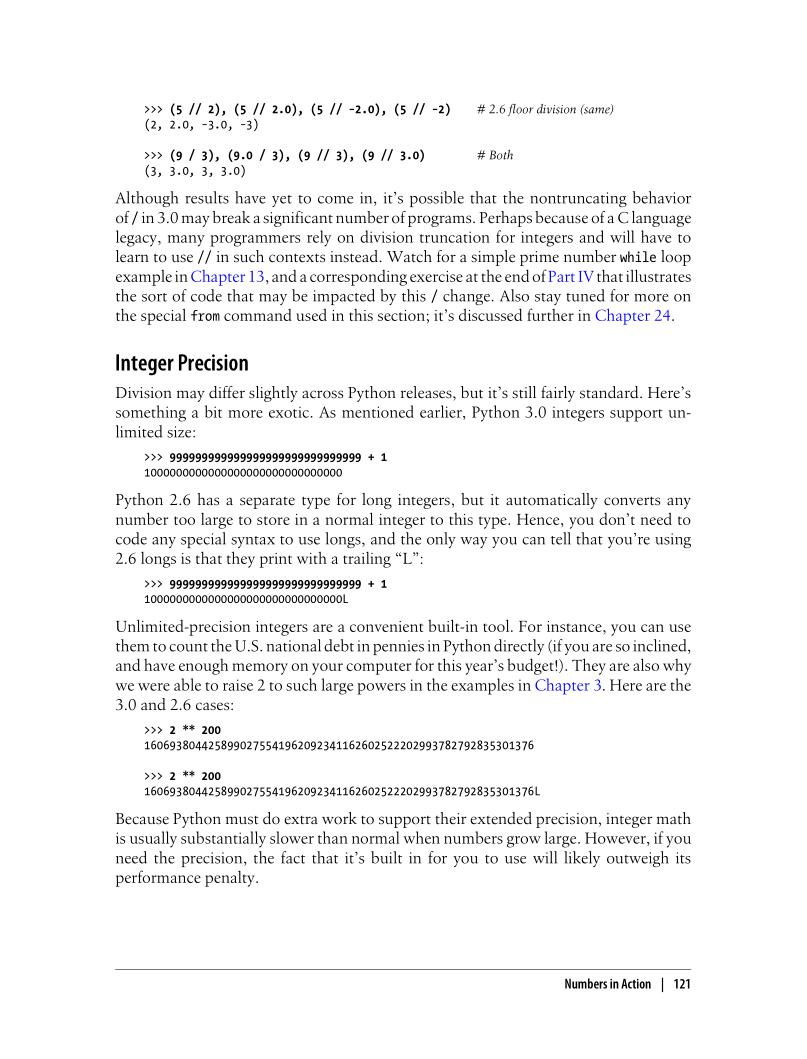 >>> (5 // 2), (5 // 2.0), (5 // -2.0), (5 // -2) # 2.6 floor division (same)
(2, 2.0, -3.0, -3)
>>> (9 / 3), (9.0 / 3), (9 // 3), (9 // 3.0) # Both
(3, 3.0, 3, 3.0)
Although results have yet to come in, it’s possible that the nontruncating behavior
of / in 3.0 may break a significant number of programs. Perhaps because of a C language
legacy, many programmers rely on division truncation for integers and will have to
learn to use // in such contexts instead. Watch for a simple prime number while loop
example in Chapter 13, and a corresponding exercise at the end of Part IV that illustrates
the sort of code that may be impacted by this / change. Also stay tuned for more on
the special from command used in this section; it’s discussed further in Chapter 24.
Integer Precision
Division may differ slightly across Python releases, but it’s still fairly standard. Here’s
something a bit more exotic. As mentioned earlier, Python 3.0 integers support un-
limited size:
>>> 999999999999999999999999999999 + 1
1000000000000000000000000000000
Python 2.6 has a separate type for long integers, but it automatically converts any
number too large to store in a normal integer to this type. Hence, you don’t need to
code any special syntax to use longs, and the only way you can tell that you’re using
2.6 longs is that they print with a trailing “L”:
>>> 999999999999999999999999999999 + 1
1000000000000000000000000000000L
Unlimited-precision integers are a convenient built-in tool. For instance, you can use
them to count the U.S. national debt in pennies in Python directly (if you are so inclined,
and have enough memory on your computer for this year’s budget!). They are also why
we were able to raise 2 to such large powers in the examples in Chapter 3. Here are the
3.0 and 2.6 cases:
>>> 2 ** 200
1606938044258990275541962092341162602522202993782792835301376
>>> 2 ** 200
1606938044258990275541962092341162602522202993782792835301376L
Because Python must do extra work to support their extended precision, integer math
is usually substantially slower than normal when numbers grow large. However, if you
need the precision, the fact that it’s built in for you to use will likely outweigh its
performance penalty.
Numbers in Action | 121